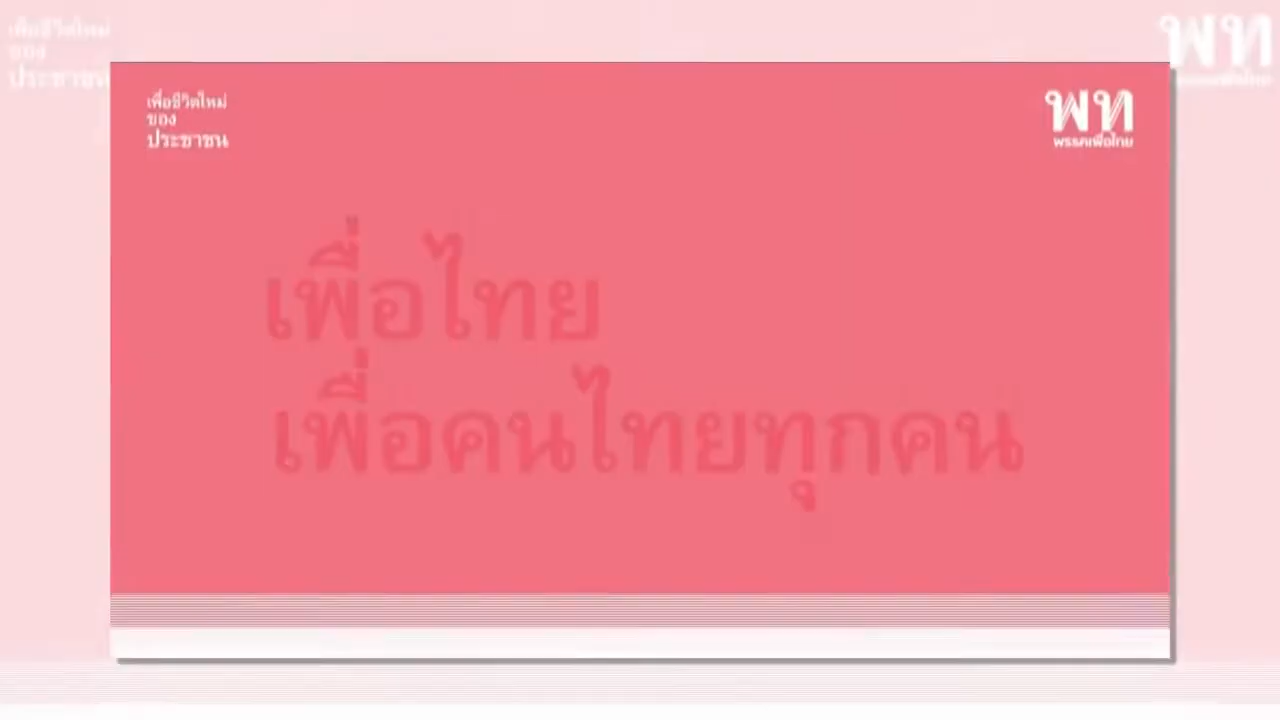 เพื่อชีวิตใหม่
ของ
ประชาชน
พท
พรรคเพื่อไทย
เพื่อไทย
เพื่อคนไทยทุกคน